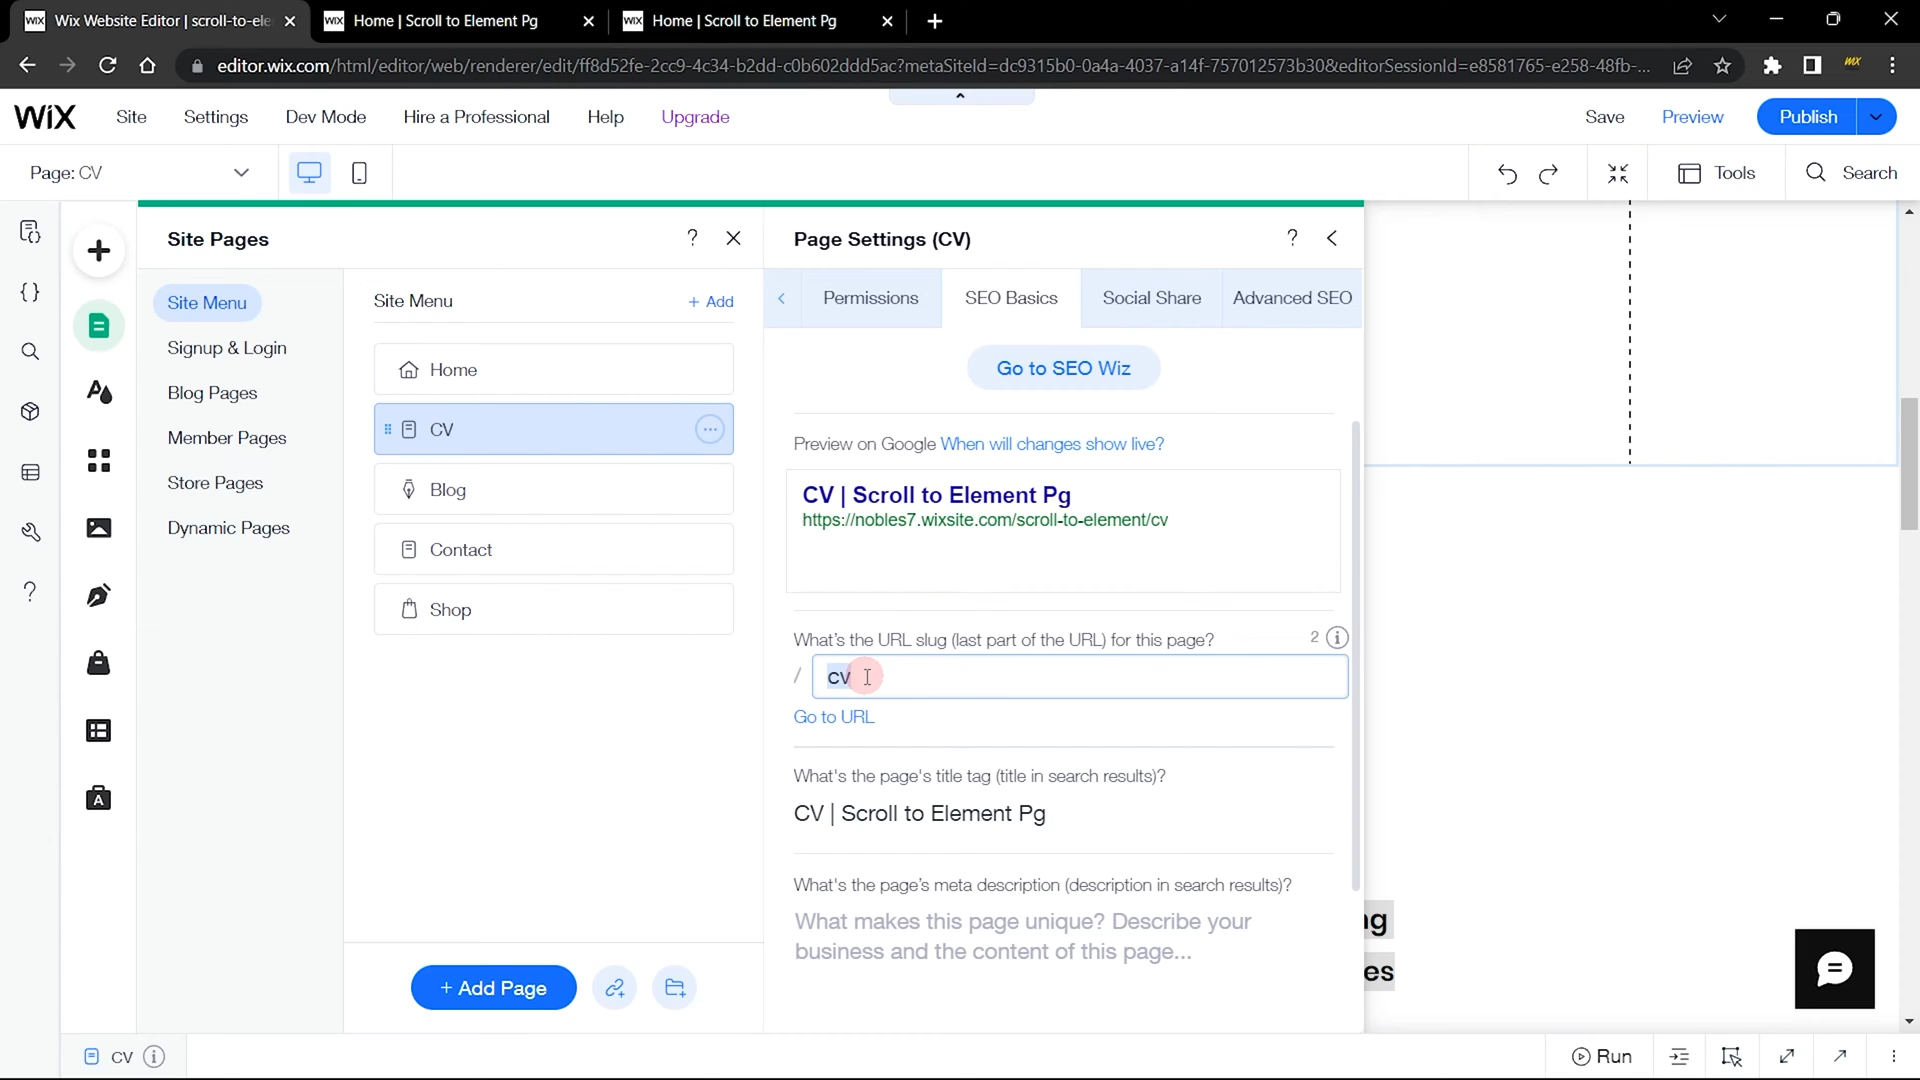 Wix Website Editor | scroll-to-ele
Home | Scroll to Element Pg
Home | Scroll to Element Pg
editor.wix.com/html/editor/web/renderer/edit/ff8d52fe-2cc9-4c34-b2dd-c0b602ddd5ac?metaSiteId=dc9315b0-0a4a-4037-a14f-757012573b30&editorSessionId=e8581765-e258-48fb-...
WiX Site Settings Dev Mode Hire a Professional Help Upgrade Save Preview Publish
Page: CV Tools Search
Site Pages ?
Page Settings (CV) ?
Site Menu
Signup & Login
Blog Pages
Member Pages
Store Pages
Dynamic Pages
Site Menu + Add
Home
CV
Blog
Contact
Shop
+ Add Page
Permissions SEO Basics Social Share Advanced SEO
Go to SEO Wiz
Preview on Google When will changes show live?
CV | Scroll to Element Pg
https://nobles7.wixsite.com/scroll-to-element/cv
What's the URL slug (last part of the URL) for this page? 2
/ cv
Go to URL
What's the page's title tag (title in search results)?
CV | Scroll to Element Pg
What's the page's meta description (description in search results)?
What makes this page unique? Describe your
business and the content of this page...
ng
es
CV
Run